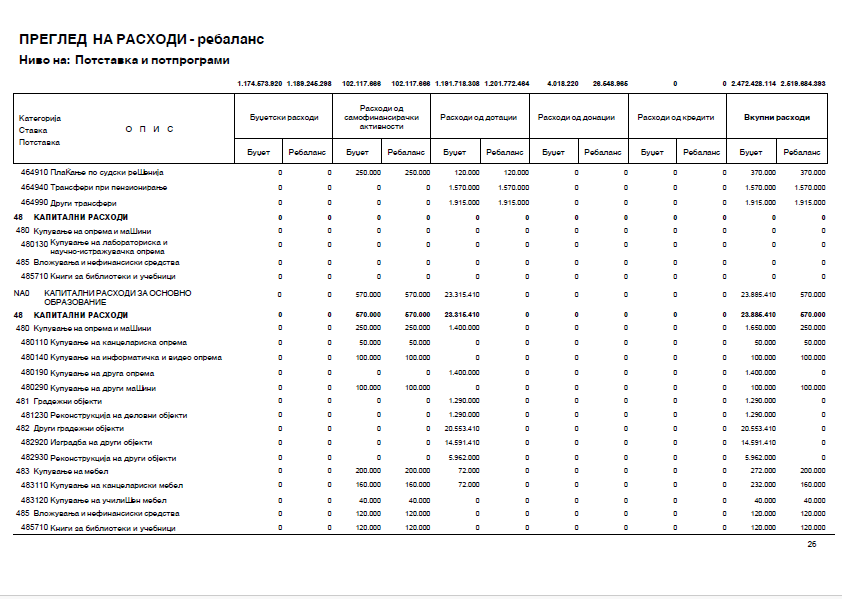 ПРЕГЛЕД НА РАСХОДИ - ребаланс
Ниво на: Потставка и потпрограми
1.174.573.920 1.189.245.298 102.117.666 102.117.666 1.191.718.308 1.201.772.464 4.018.220 26.548.965 0 0 2.472.428.114 2.519.684.393
Категорија
Ставка
Потставка
О П И С
Буџетски расходи
Расходи од
самофинансирачки
активности
Расходи од дотации
Расходи од донации
Расходи од кредити
Вкупни расходи
Буџет Ребаланс Буџет Ребаланс Буџет Ребаланс Буџет Ребаланс Буџет Ребаланс Буџет Ребаланс
464910 ПлаЌање по судски реШенија 0 0 250.000 250.000 120.000 120.000 0 0 0 0 370.000 370.000
464940 Трансфери при пензионирање 0 0 0 0 1.570.000 1.570.000 0 0 0 0 1.570.000 1.570.000
464990 Други трансфери 0 0 0 0 1.915.000 1.915.000 0 0 0 0 1.915.000 1.915.000
48 КАПИТАЛНИ РАСХОДИ 0 0 0 0 0 0 0 0 0 0 0 0
480 Купување на опрема и маШини 0 0 0 0 0 0 0 0 0 0 0 0
480130 Купување на лабораториска и
научно-истражувачка опрема 0 0 0 0 0 0 0 0 0 0 0 0
485 Вложувања и нефинансиски средства 0 0 0 0 0 0 0 0 0 0 0 0
485710 Книги за библиотеки и учебници 0 0 0 0 0 0 0 0 0 0 0 0
NA0 КАПИТАЛНИ РАСХОДИ ЗА ОСНОВНО
ОБРАЗОВАНИЕ 0 0 570.000 570.000 23.315.410 0 0 0 0 23.885.410 570.000
48 КАПИТАЛНИ РАСХОДИ 0 0 570.000 570.000 23.315.410 0 0 0 0 23.885.410 570.000
480 Купување на опрема и маШини 0 0 250.000 250.000 1.400.000 0 0 0 0 1.650.000 250.000
480110 Купување на канцелариска опрема 0 0 50.000 50.000 0 0 0 0 0 0 50.000 50.000
480140 Купување на информатичка и видео опрема 0 0 100.000 100.000 0 0 0 0 0 0 100.000 100.000
480190 Купување на друга опрема 0 0 0 0 1.400.000 0 0 0 0 1.400.000 0
480290 Купување на други маШини 0 0 100.000 100.000 0 0 0 0 0 0 100.000 100.000
481 Градежни објекти 0 0 0 0 1.290.000 0 0 0 0 1.290.000 0
481230 Реконструкција на деловни објекти 0 0 0 0 1.290.000 0 0 0 0 1.290.000 0
482 Други градежни објекти 0 0 0 0 20.553.410 0 0 0 0 20.553.410 0
482920 Изградба на други објекти 0 0 0 0 14.591.410 0 0 0 0 14.591.410 0
482930 Реконструкција на други објекти 0 0 0 0 5.962.000 0 0 0 0 5.962.000 0
483 Купување на мебел 0 0 200.000 200.000 72.000 0 0 0 0 272.000 200.000
483110 Купување на канцелариски мебел 0 0 160.000 160.000 72.000 0 0 0 0 232.000 160.000
483120 Купување на училиШен мебел 0 0 40.000 40.000 0 0 0 0 0 0 40.000 40.000
485 Вложувања и нефинансиски средства 0 0 120.000 120.000 0 0 0 0 0 0 120.000 120.000
485710 Книги за библиотеки и учебници 0 0 120.000 120.000 0 0 0 0 0 0 120.000 120.000
26